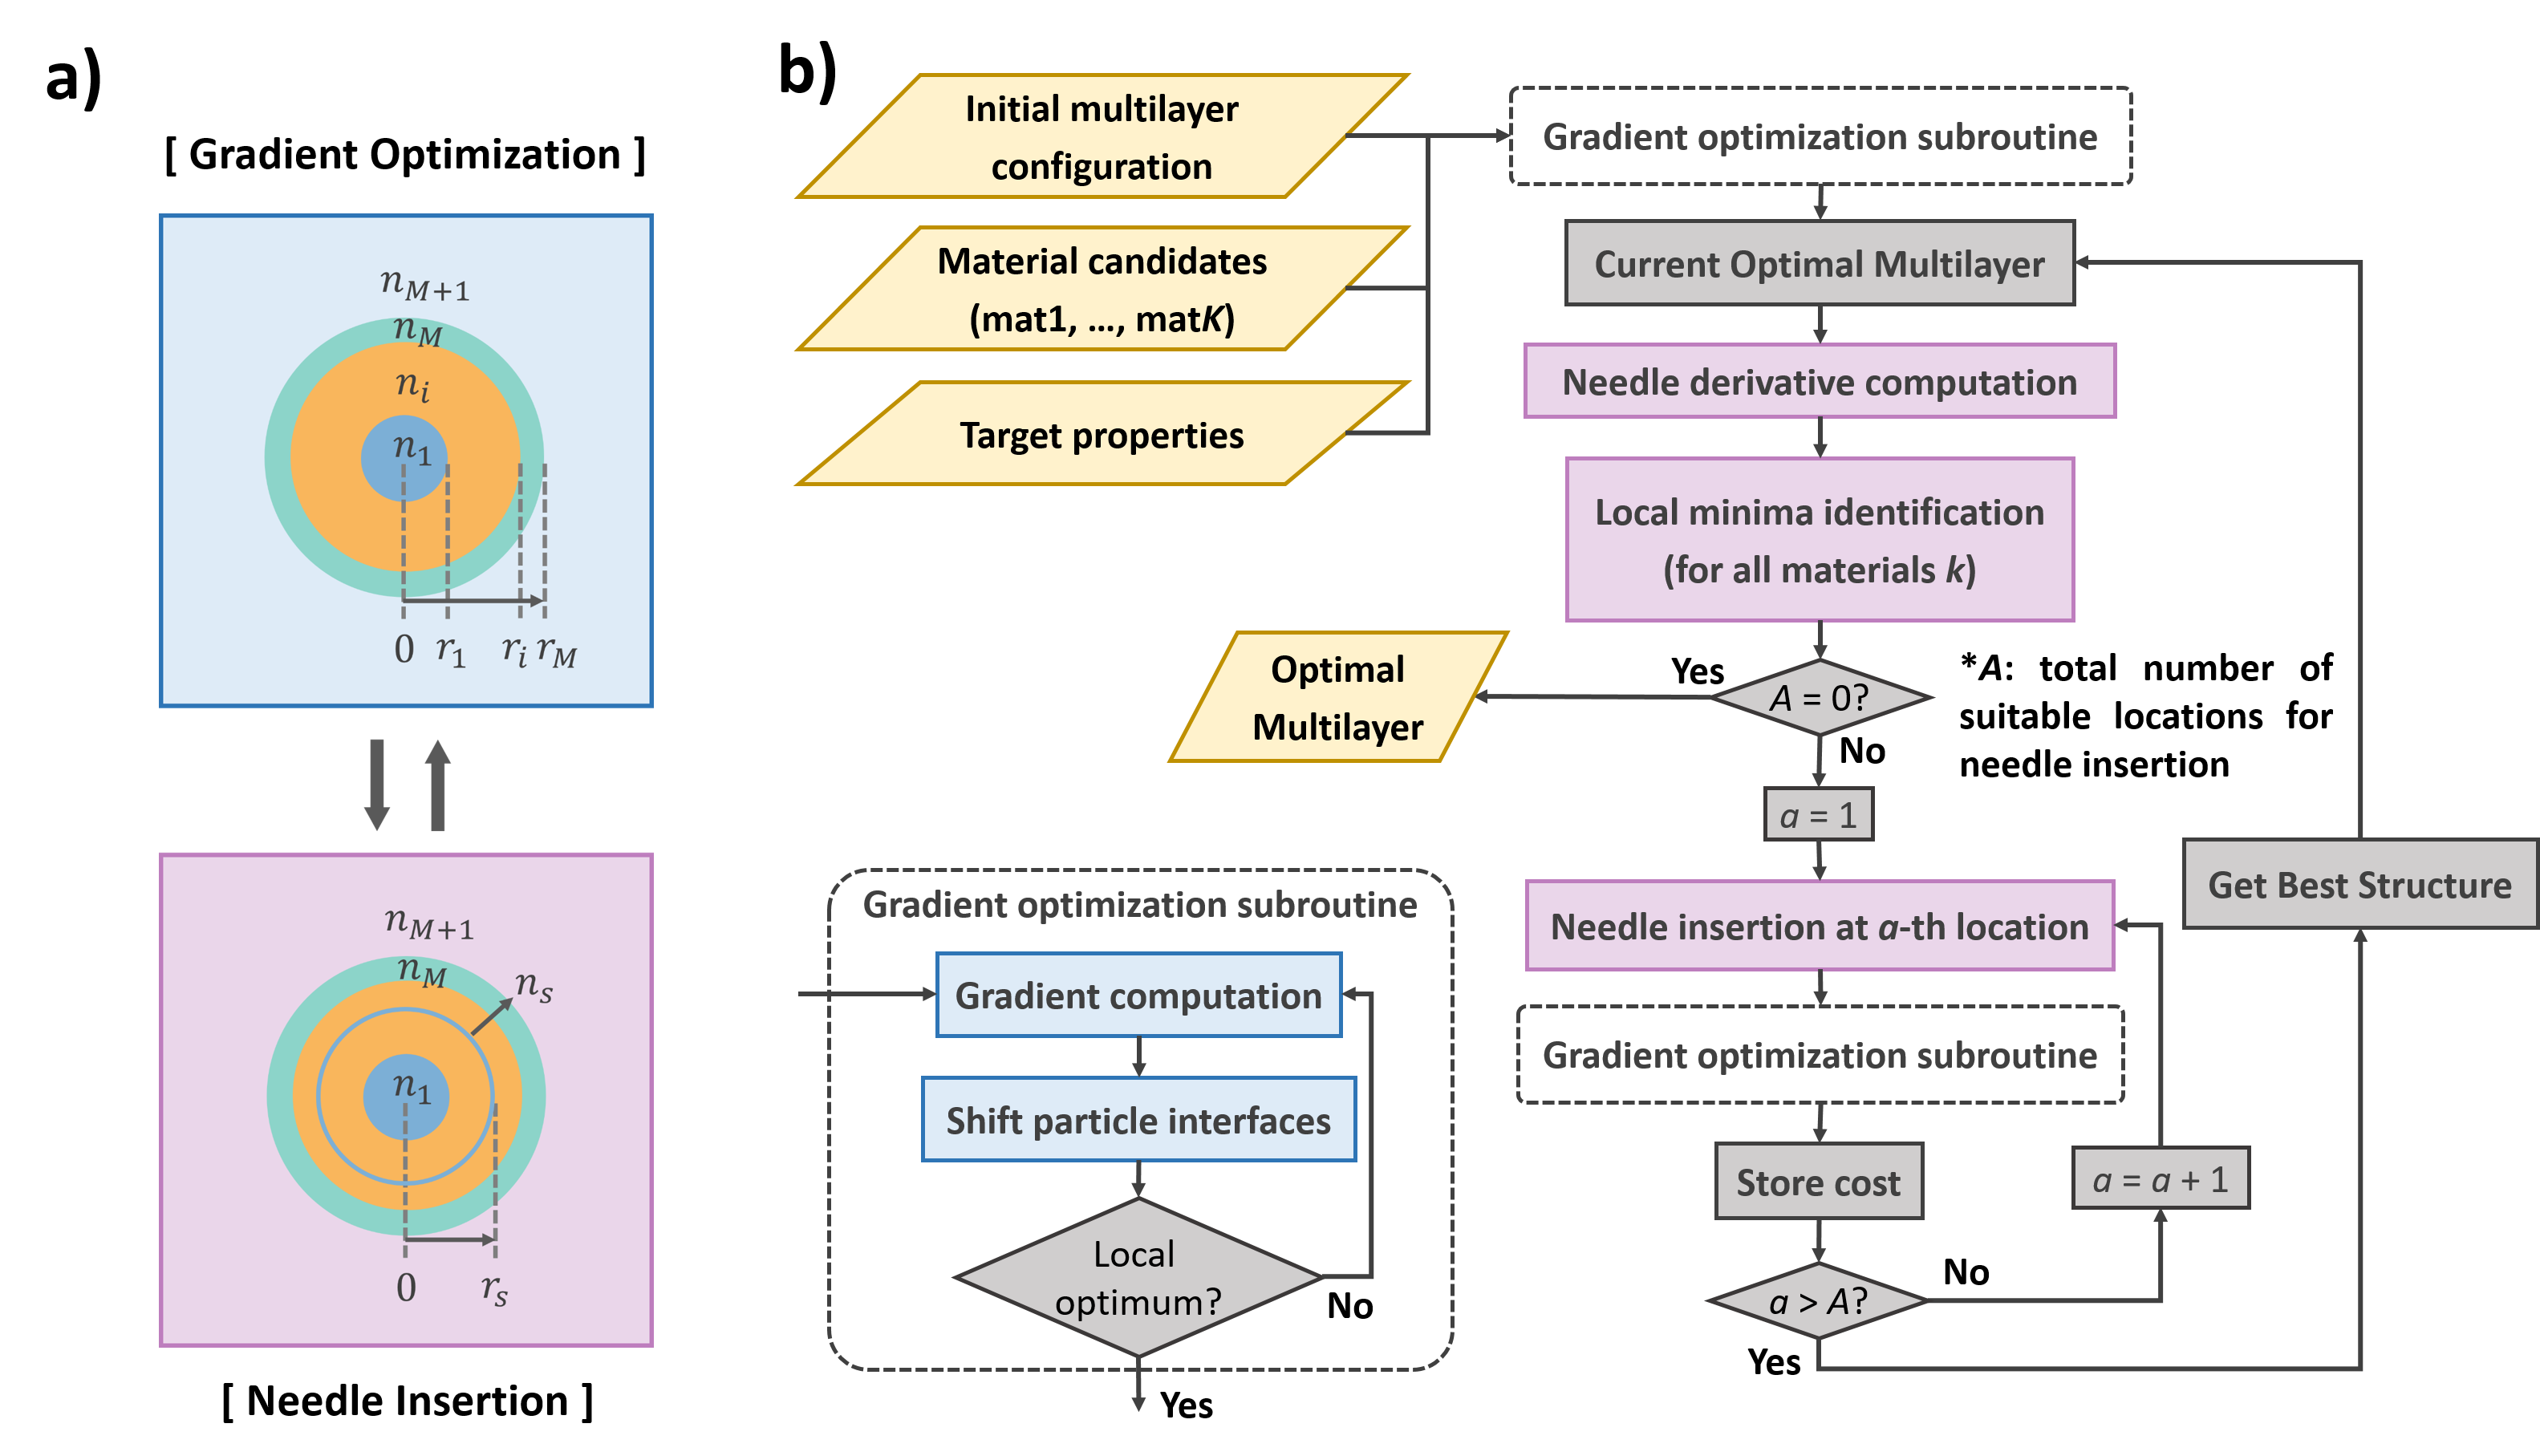 a)
[ Gradient Optimization ]
n_{M+1}
n_M
n_i
n_1
0 r_1 r_i r_M
n_{M+1}
n_M
n_s
n_1
0 r_s
[ Needle Insertion ]
b)
Initial multilayer
configuration
Material candidates
(mat1, ..., matK)
Target properties
Gradient optimization subroutine
Current Optimal Multilayer
Needle derivative computation
Local minima identification
(for all materials k)
A = 0?
Yes
No
Optimal
Multilayer
*A: total number of
suitable locations for
needle insertion
a = 1
Needle insertion at a-th location
Gradient optimization subroutine
Store cost
a > A?
No
Yes
a = a + 1
Get Best Structure
Gradient optimization subroutine
Gradient computation
Shift particle interfaces
Local
optimum?
No
Yes